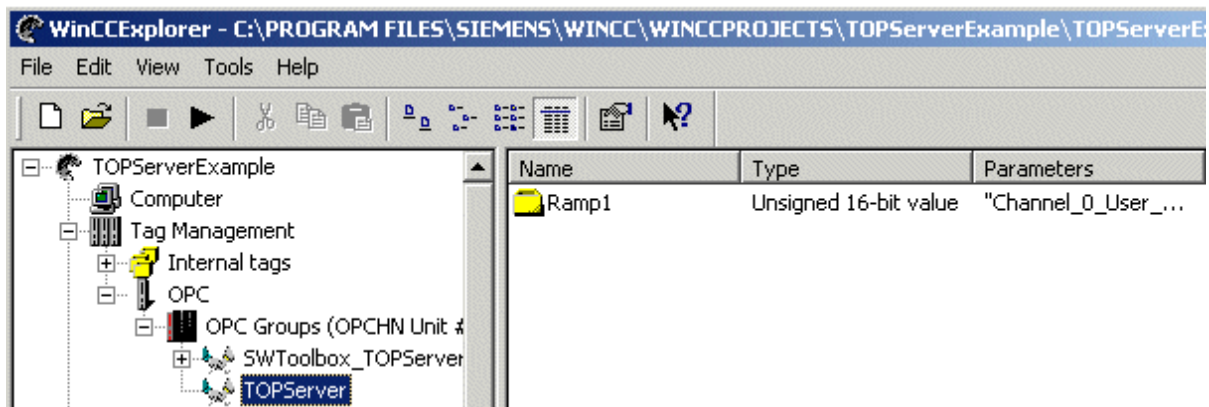 WinCCExplorer - C:\PROGRAM FILES\SIEMENS\WINCC\WINCCPROJECTS\TOPServerExample\TOPServerE
File Edit View Tools Help
TOPServerExample
Computer
Tag Management
Internal tags
OPC
OPC Groups (OPCHN Unit #
SWToolbox_TOPServer
TOPServer
Name Type Parameters
Ramp1 Unsigned 16-bit value "Channel_0_User_...